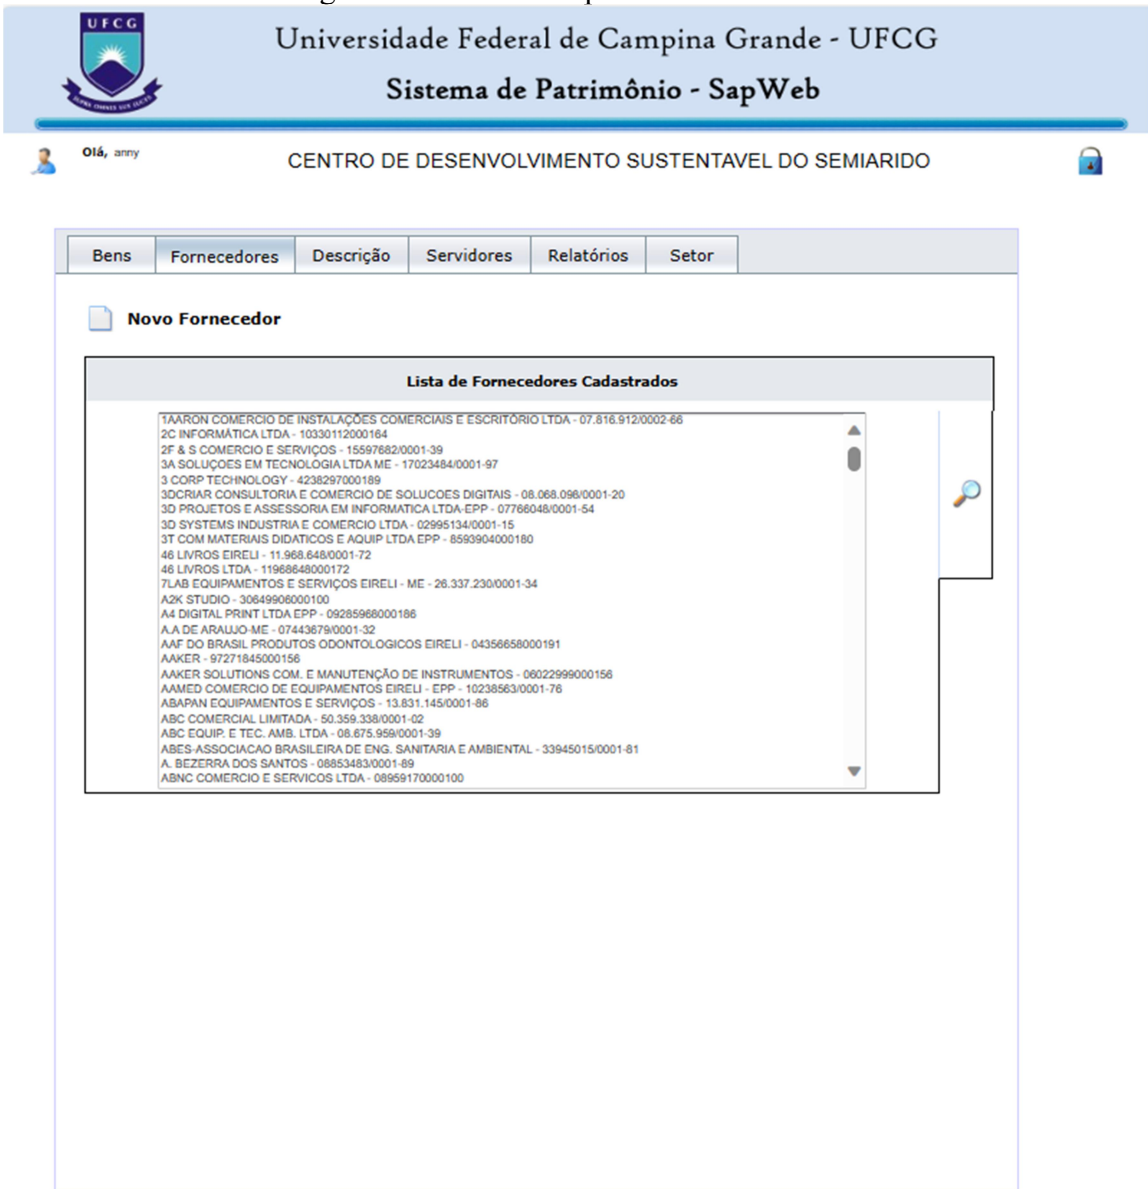 UFCG
Universidade Federal de Campina Grande - UFCG
Sistema de Patrimônio - SapWeb
Olá, anny
CENTRO DE DESENVOLVIMENTO SUSTENTAVEL DO SEMIARIDO
Bens Fornecedores Descrição Servidores Relatórios Setor
Novo Fornecedor
Lista de Fornecedores Cadastrados
1AARON COMERCIO DE INSTALAÇÕES COMERCIAIS E ESCRITÓRIO LTDA - 07.816.912/0002-66
2C INFORMÁTICA LTDA - 10330112000164
2F & S COMERCIO E SERVIÇOS - 15597682/0001-39
3A SOLUÇOES EM TECNOLOGIA LTDA ME - 17023484/0001-97
3 CORP TECHNOLOGY - 4238297000189
3DCRIAR CONSULTORIA E COMERCIO DE SOLUCOES DIGITAIS - 08.068.098/0001-20
3D PROJETOS E ASSESSORIA EM INFORMATICA LTDA-EPP - 07766048/0001-54
3D SYSTEMS INDUSTRIA E COMERCIO LTDA - 02995134/0001-15
3T COM MATERIAIS DIDATICOS E AQUIP LTDA EPP - 8593904000180
46 LIVROS EIRELI - 11.968.648/0001-72
46 LIVROS LTDA - 11968648000172
7LAB EQUIPAMENTOS E SERVIÇOS EIRELI - ME - 26.337.230/0001-34
A2K STUDIO - 30649906000100
A4 DIGITAL PRINT LTDA EPP - 09285968000186
A.A DE ARAUJO-ME - 07443679/0001-32
AAF DO BRASIL PRODUTOS ODONTOLOGICOS EIRELI - 04356658000191
AAKER - 97271845000156
AAKER SOLUTIONS COM. E MANUTENÇÃO DE INSTRUMENTOS - 06022999000156
AAMED COMERCIO DE EQUIPAMENTOS EIRELI - EPP - 10238563/0001-76
ABAPAN EQUIPAMENTOS E SERVIÇOS - 13.831.145/0001-86
ABC COMERCIAL LIMITADA - 50.359.338/0001-02
ABC EQUIP. E TEC. AMB. LTDA - 08.675.959/0001-39
ABES-ASSOCIACAO BRASILEIRA DE ENG. SANITARIA E AMBIENTAL - 33945015/0001-81
A. BEZERRA DOS SANTOS - 08853483/0001-89
ABNC COMERCIO E SERVICOS LTDA - 08959170000100